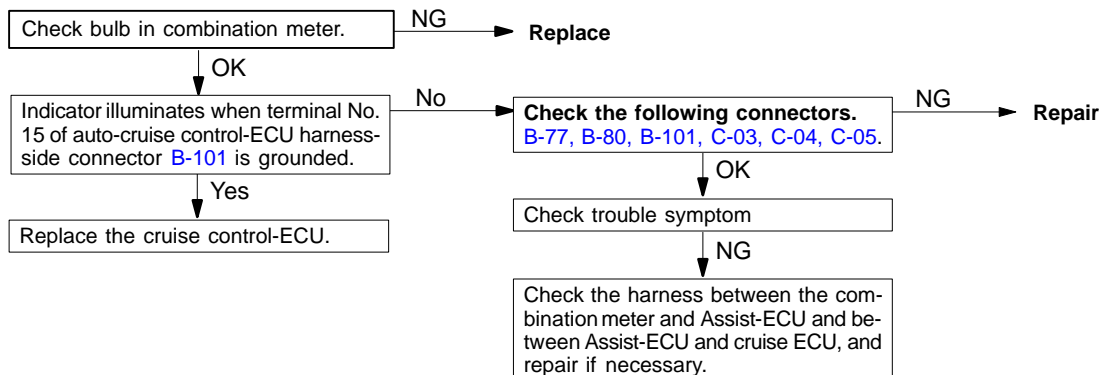 Check bulb in combination meter.
NG
Replace
OK
Indicator illuminates when terminal No.
15 of auto-cruise control-ECU harness-
side connector B-101 is grounded.
No
Check the following connectors.
B-77, B-80, B-101, C-03, C-04, C-05.
NG
Repair
Yes
OK
Replace the cruise control-ECU.
Check trouble symptom
NG
Check the harness between the com-
bination meter and Assist-ECU and be-
tween Assist-ECU and cruise ECU, and
repair if necessary.